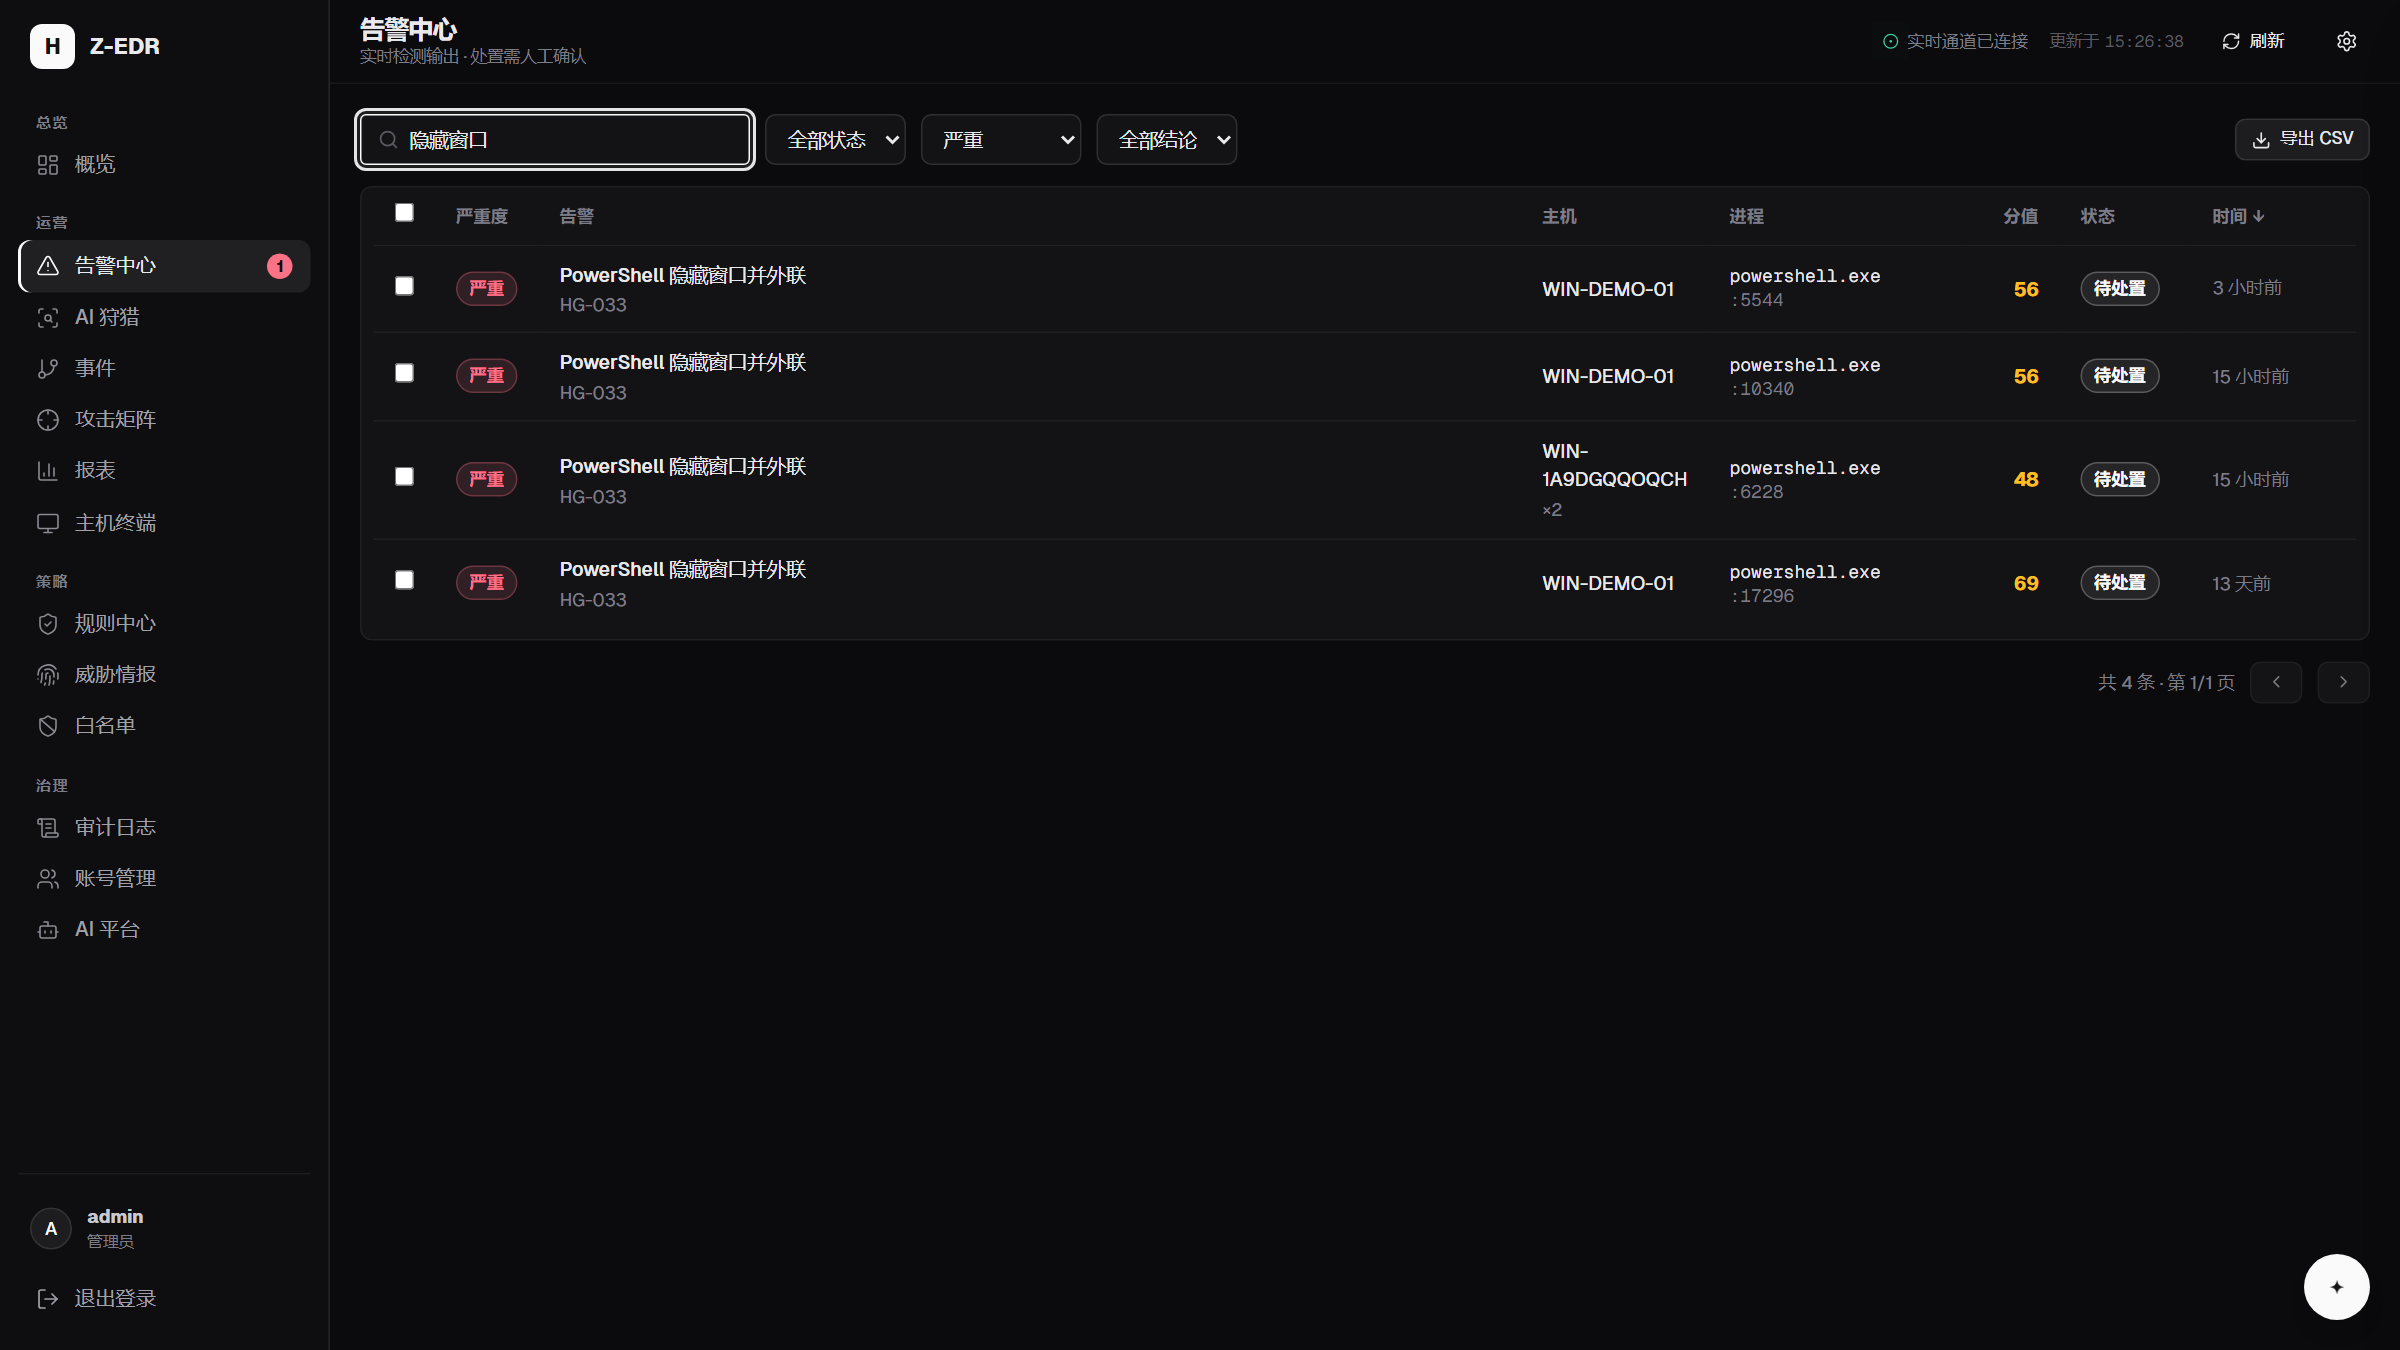 H Z-EDR
总览
概览
运营
告警中心 1
AI 狩猎
事件
攻击矩阵
报表
主机终端
策略
规则中心
威胁情报
白名单
治理
审计日志
账号管理
AI 平台
A admin
管理员
退出登录
告警中心
实时检测输出 · 处置需人工确认
实时通道已连接 更新于 15:26:38 刷新
隐藏窗口 全部状态 严重 全部结论 导出 CSV
严重度 告警 主机 进程 分值 状态 时间 ↓
严重 PowerShell 隐藏窗口并外联 WIN-DEMO-01 powershell.exe 56 待处置 3 小时前
HG-033 :5544
严重 PowerShell 隐藏窗口并外联 WIN-DEMO-01 powershell.exe 56 待处置 15 小时前
HG-033 :10340
严重 PowerShell 隐藏窗口并外联 WIN- powershell.exe 48 待处置 15 小时前
HG-033 1A9DGQQOQCH :6228
×2
严重 PowerShell 隐藏窗口并外联 WIN-DEMO-01 powershell.exe 69 待处置 13 天前
HG-033 :17296
共 4 条 · 第 1/1 页